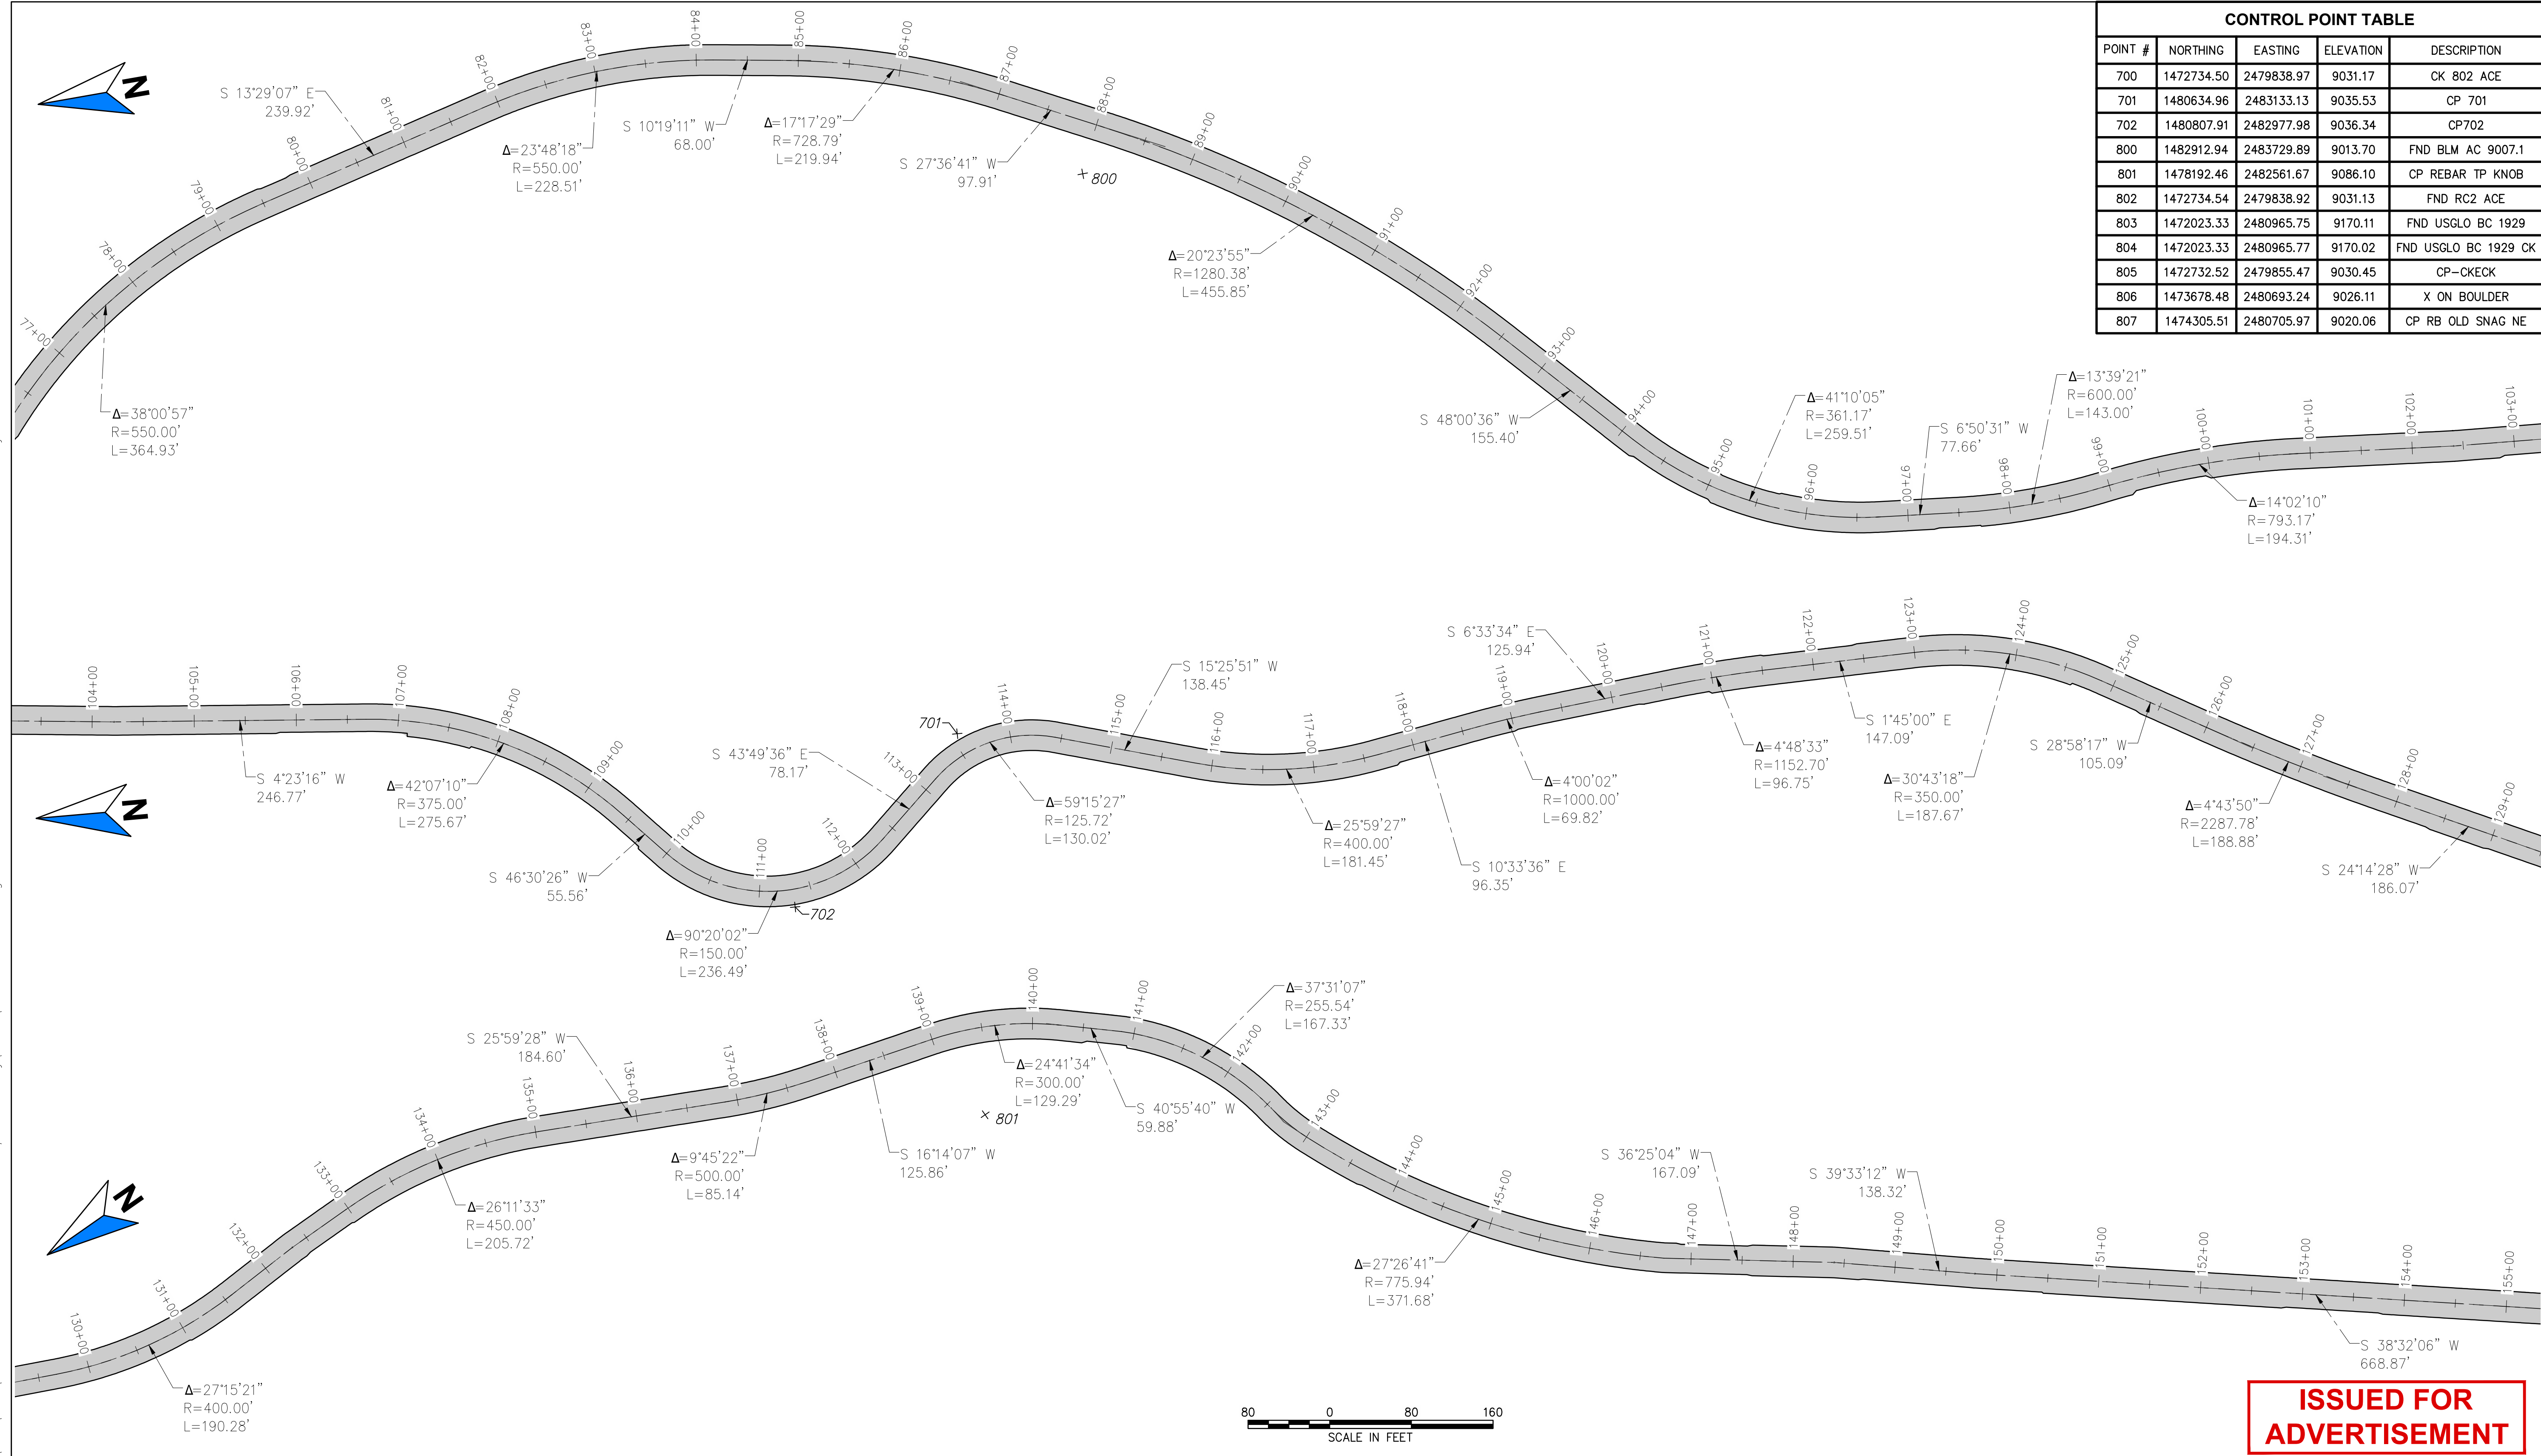 CONTROL POINT TABLE
POINT # NORTHING EASTING ELEVATION DESCRIPTION
700 1472734.50 2479838.97 9031.17 CK 802 ACE
701 1480634.96 2483133.13 9035.53 CP 701
702 1480807.91 2482977.98 9036.34 CP702
800 1482912.94 2483729.89 9013.70 FND BLM AC 9007.1
801 1478192.46 2482561.67 9086.10 CP REBAR TP KNOB
802 1472734.54 2479838.92 9031.13 FND RC2 ACE
803 1472023.33 2480965.75 9170.11 FND USGLO BC 1929
804 1472023.33 2480965.77 9170.02 FND USGLO BC 1929 CK
805 1472732.52 2479855.47 9030.45 CP-CKECK
806 1473678.48 2480693.24 9026.11 X ON BOULDER
807 1474305.51 2480705.97 9020.06 CP RB OLD SNAG NE
N
77+00
78+00
79+00
80+00
81+00
82+00
83+00
84+00
85+00
86+00
87+00
88+00
89+00
90+00
91+00
92+00
93+00
94+00
95+00
96+00
97+00
98+00
99+00
100+00
101+00
102+00
103+00
Δ=38°00'57"
R=550.00'
L=364.93'
S 13°29'07" E
239.92'
Δ=23°48'18"
R=550.00'
L=228.51'
S 10°19'11" W
68.00'
Δ=17°17'29"
R=728.79'
L=219.94'
S 27°36'41" W
97.91'
800
Δ=20°23'55"
R=1280.38'
L=455.85'
S 48°00'36" W
155.40'
Δ=41°10'05"
R=361.17'
L=259.51'
S 6°50'31" W
77.66'
Δ=13°39'21"
R=600.00'
L=143.00'
Δ=14°02'10"
R=793.17'
L=194.31'
N
104+00
105+00
106+00
107+00
108+00
109+00
110+00
111+00
112+00
113+00
114+00
115+00
116+00
117+00
118+00
119+00
120+00
121+00
122+00
123+00
124+00
125+00
126+00
127+00
128+00
129+00
S 4°23'16" W
246.77'
Δ=42°07'10"
R=375.00'
L=275.67'
S 46°30'26" W
55.56'
Δ=90°20'02"
R=150.00'
L=236.49'
702
S 43°49'36" E
78.17'
701
Δ=59°15'27"
R=125.72'
L=130.02'
S 15°25'51" W
138.45'
Δ=25°59'27"
R=400.00'
L=181.45'
S 10°33'36" E
96.35'
Δ=4°00'02"
R=1000.00'
L=69.82'
S 6°33'34" E
125.94'
Δ=4°48'33"
R=1152.70'
L=96.75'
S 1°45'00" E
147.09'
Δ=30°43'18"
R=350.00'
L=187.67'
S 28°58'17" W
105.09'
Δ=4°43'50"
R=2287.78'
L=188.88'
S 24°14'28" W
186.07'
N
130+00
131+00
132+00
133+00
134+00
135+00
136+00
137+00
138+00
139+00
140+00
141+00
142+00
143+00
144+00
145+00
146+00
147+00
148+00
149+00
150+00
151+00
152+00
153+00
154+00
155+00
Δ=27°15'21"
R=400.00'
L=190.28'
Δ=26°11'33"
R=450.00'
L=205.72'
S 25°59'28" W
184.60'
Δ=9°45'22"
R=500.00'
L=85.14'
S 16°14'07" W
125.86'
Δ=24°41'34"
R=300.00'
L=129.29'
801
S 40°55'40" W
59.88'
Δ=37°31'07"
R=255.54'
L=167.33'
Δ=27°26'41"
R=775.94'
L=371.68'
S 36°25'04" W
167.09'
S 39°33'12" W
138.32'
S 38°32'06" W
668.87'
80 0 80 160
SCALE IN FEET
ISSUED FOR
ADVERTISEMENT